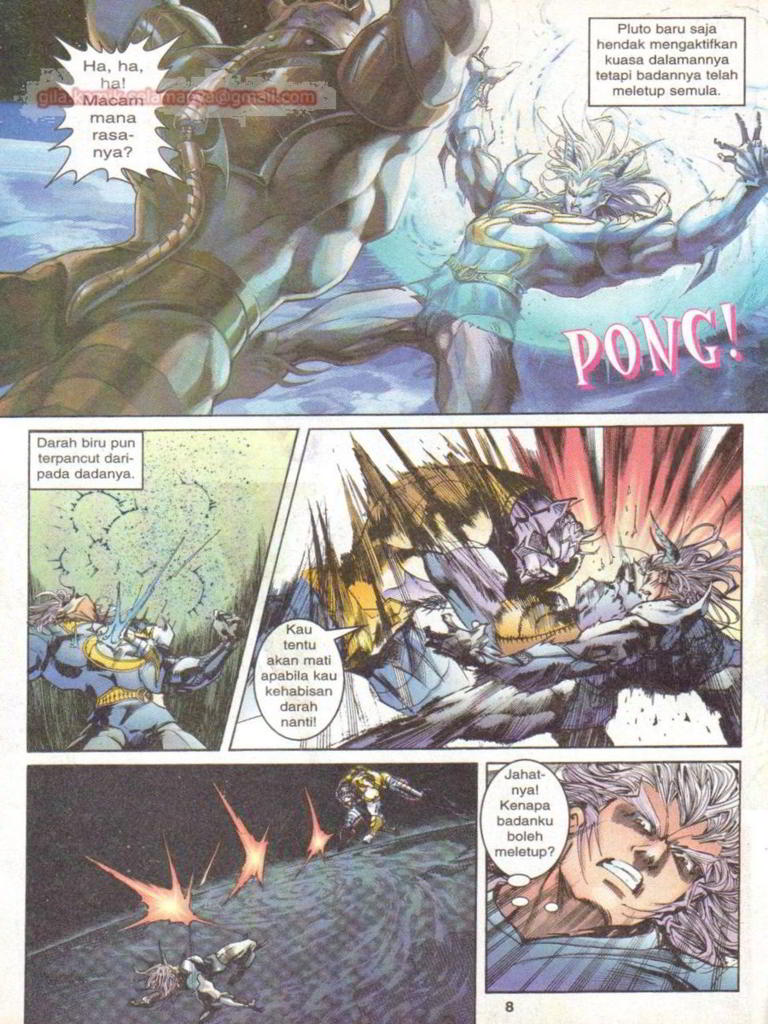 Pluto baru saja
hendak mengaktifkan
kuasa dalamannya
tetapi badannya telah
meletup semula.
Ha, ha,
ha!
Macam
mana
rasa-
nya?
PONG!
Darah biru pun
terpancut dari-
pada dadanya.
Kau
tentu
akan mati
apabila kau
kehabisan
darah
nanti!
Jahat-
nya!
Kenapa
badanku
boleh
meletup?
8